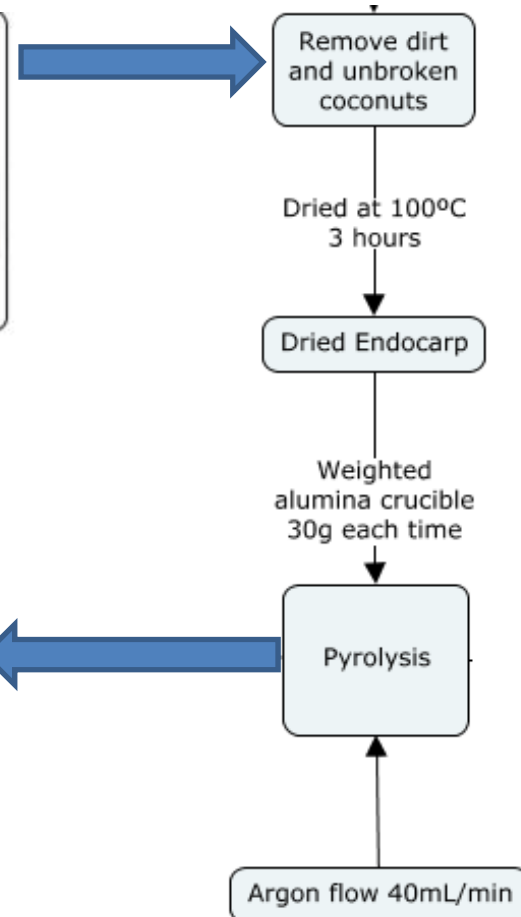 Remove dirt
and unbroken
coconuts
Dried at 100ºC
3 hours
Dried Endocarp
Weighted
alumina crucible
30g each time
Pyrolysis
Argon flow 40mL/min